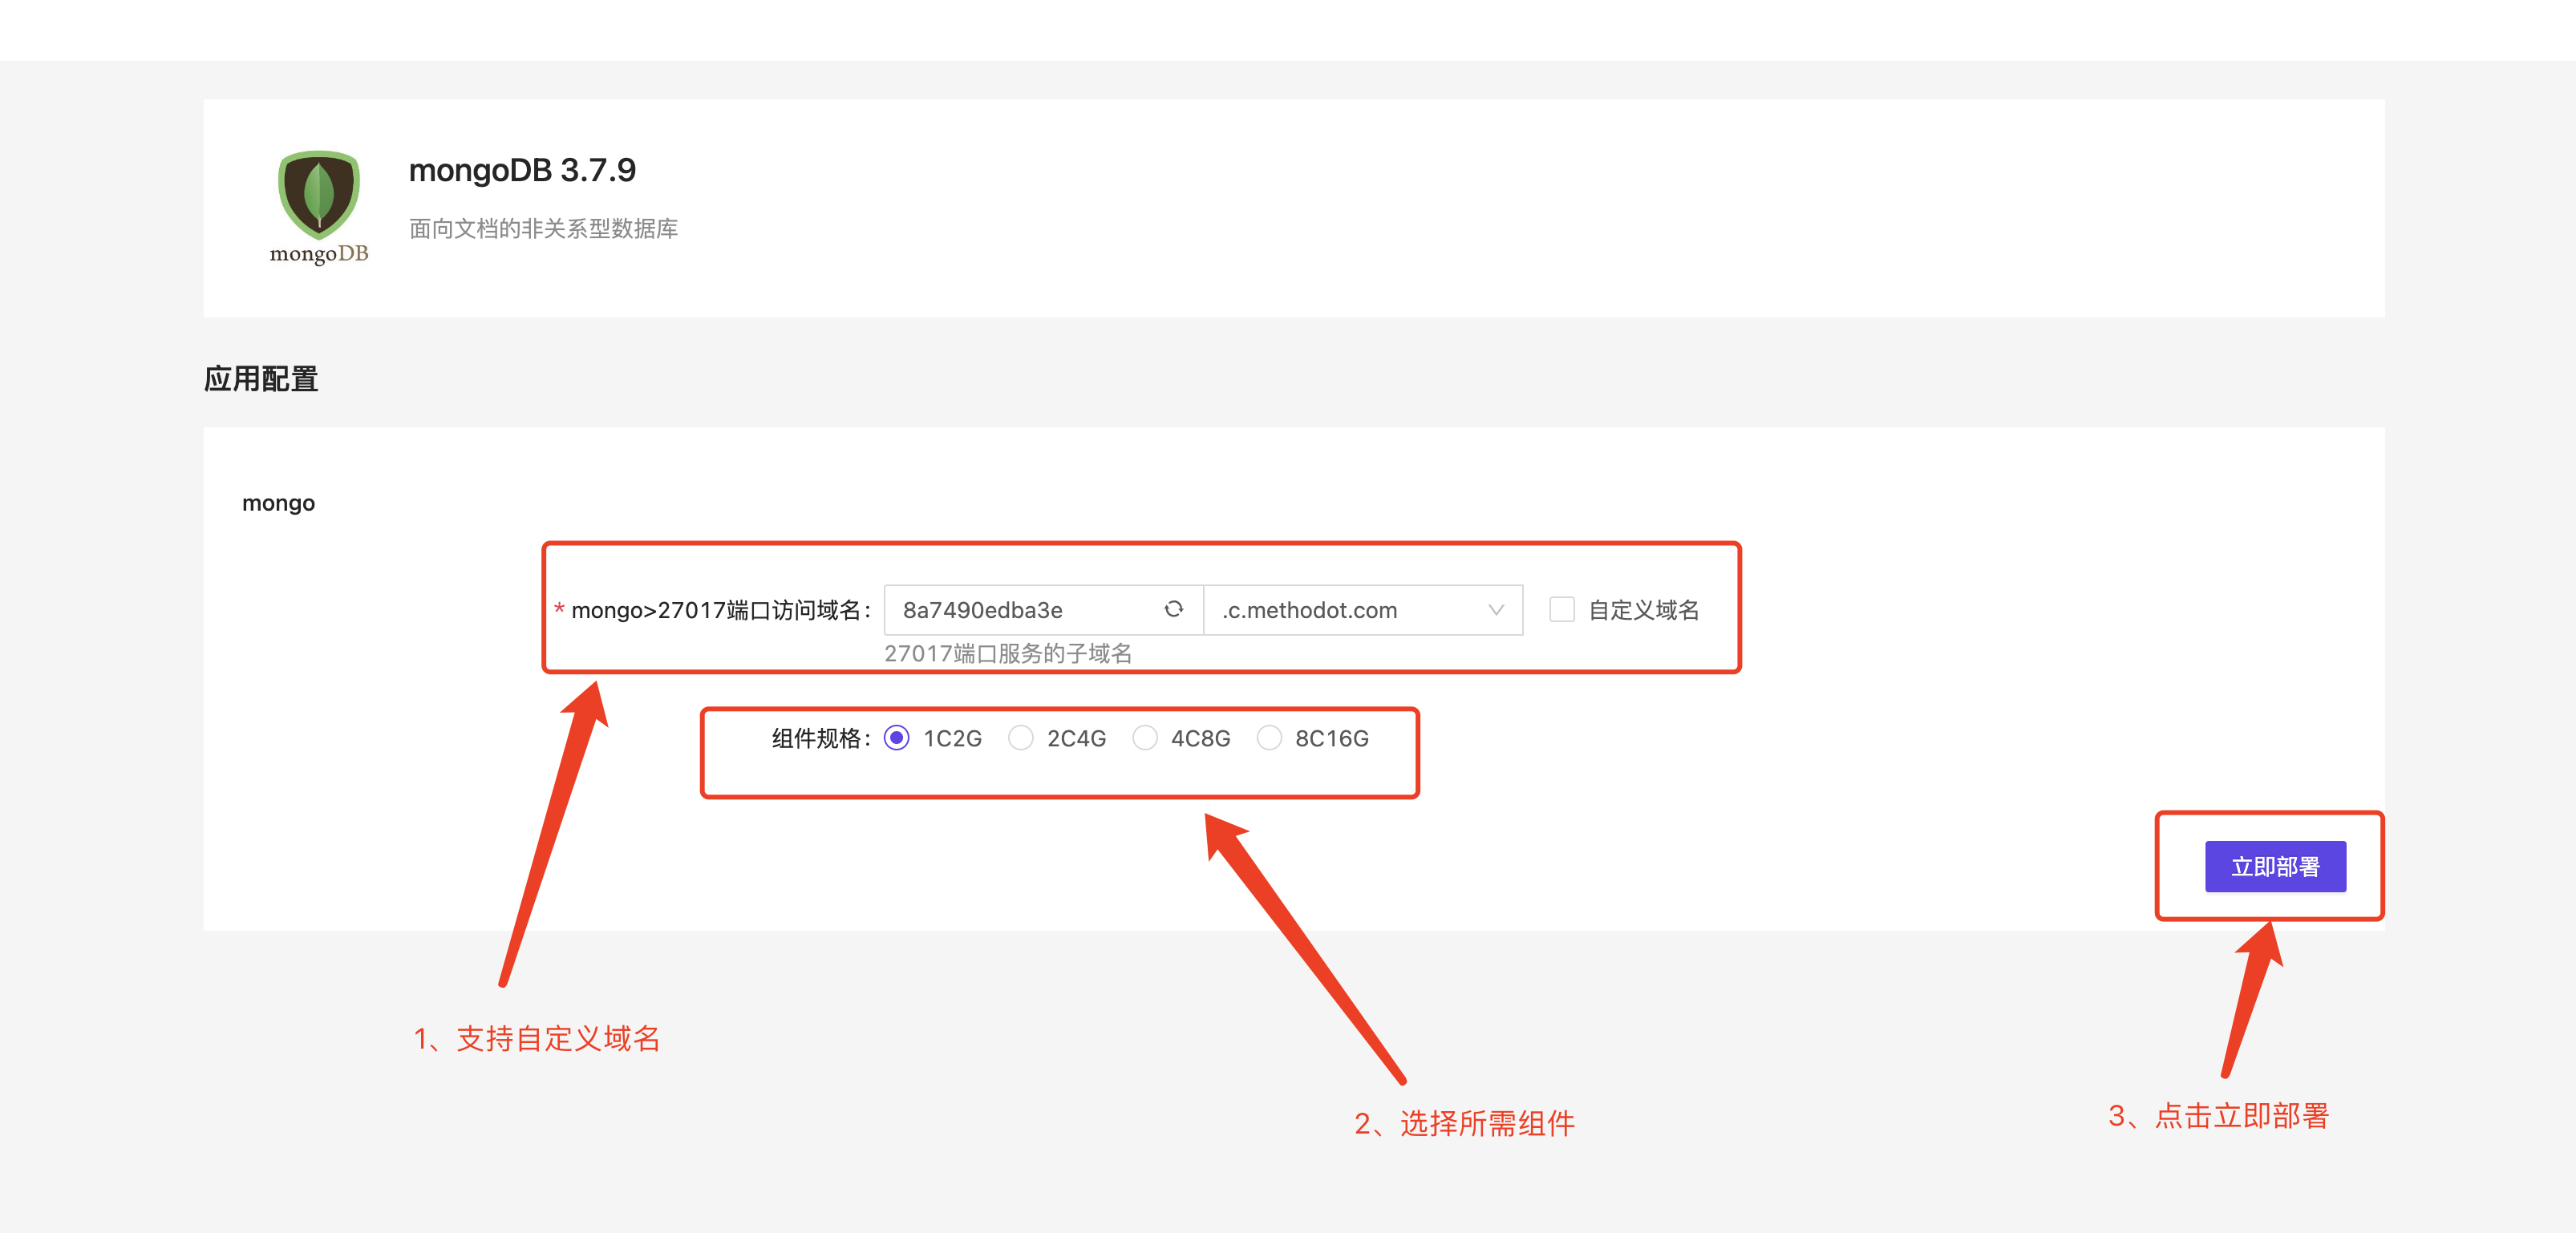 mongoDB 3.7.9
面向文档的非关系型数据库
mongoDB
应用配置
mongo
* mongo>27017端口访问域名: 8a7490edba3e .c.methodot.com 自定义域名
27017端口服务的子域名
组件规格: 1C2G 2C4G 4C8G 8C16G
立即部署
1、支持自定义域名
2、选择所需组件
3、点击立即部署